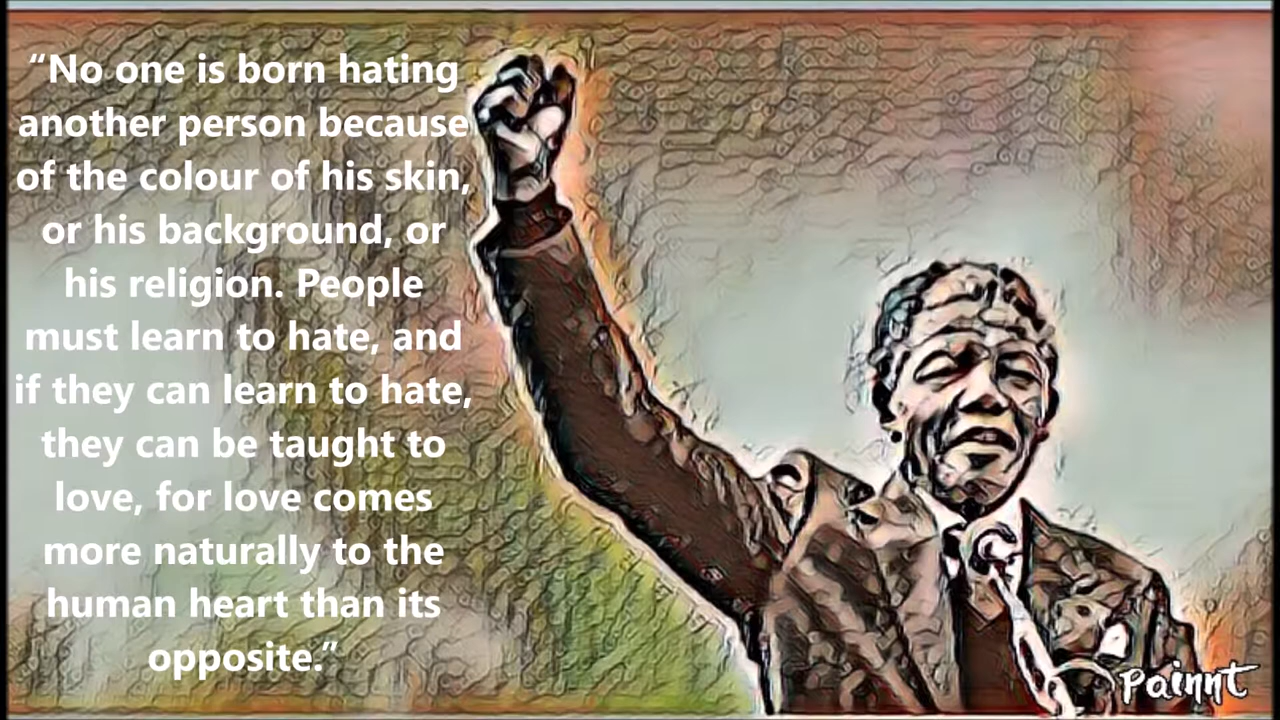 “No one is born hating
another person because
of the colour of his skin,
or his background, or
his religion. People
must learn to hate, and
if they can learn to hate,
they can be taught to
love, for love comes
more naturally to the
human heart than its
opposite.”
painnt